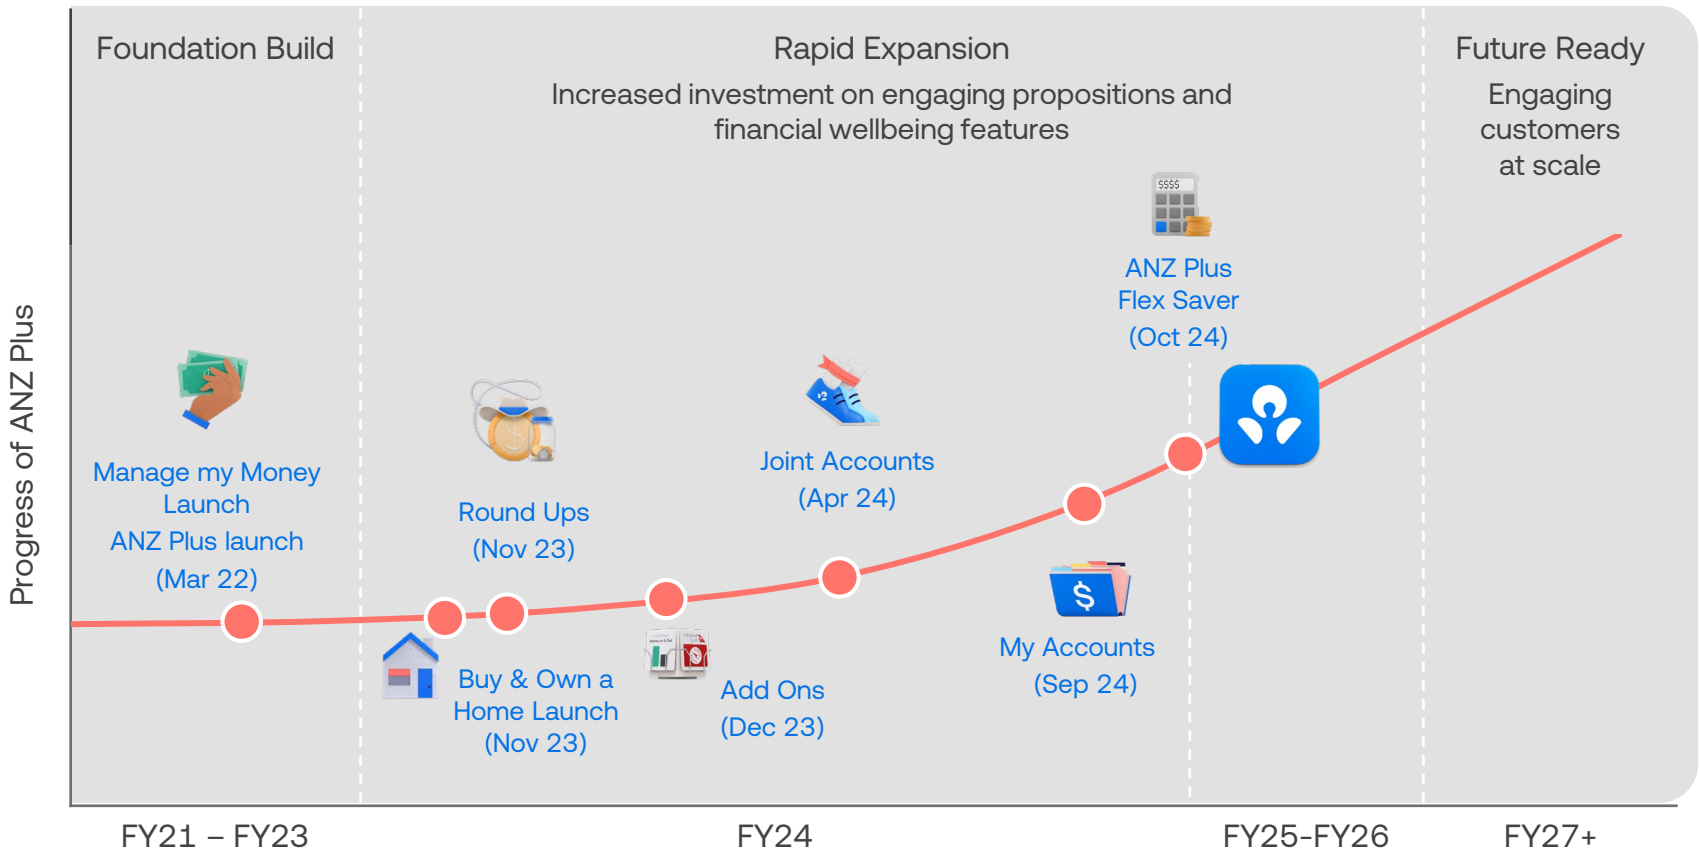 Foundation Build
Rapid Expansion
Increased investment on engaging propositions and
financial wellbeing features
Future Ready
Engaging
customers
at scale
Progress of ANZ Plus
$$$$
ANZ Plus
Flex Saver
(Oct 24)
Manage my Money
Launch
ANZ Plus launch
(Mar 22)
$
Round Ups
(Nov 23)
Joint Accounts
(Apr 24)
Buy & Own a
Home Launch
(Nov 23)
Add Ons
(Dec 23)
$
My Accounts
(Sep 24)
FY21 – FY23
FY24
FY25-FY26
FY27+